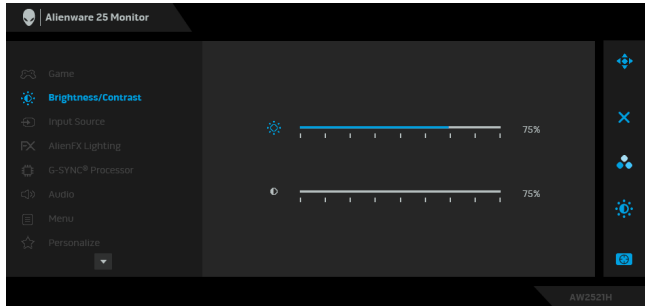 Alienware 25 Monitor
Game
Brightness/Contrast
Input Source
AlienFX Lighting
G-SYNC® Processor
Audio
Menu
Personalize
75%
75%
AW2521H